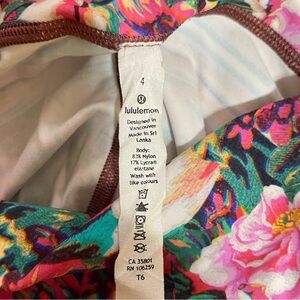 4
lululemon
Designed in
Vancouver
Made in Sri
Lanka
Body:
83% Nylon
17% Lycra®
elastane
Wash with
like colours
CA 35801
RN 106259
T6